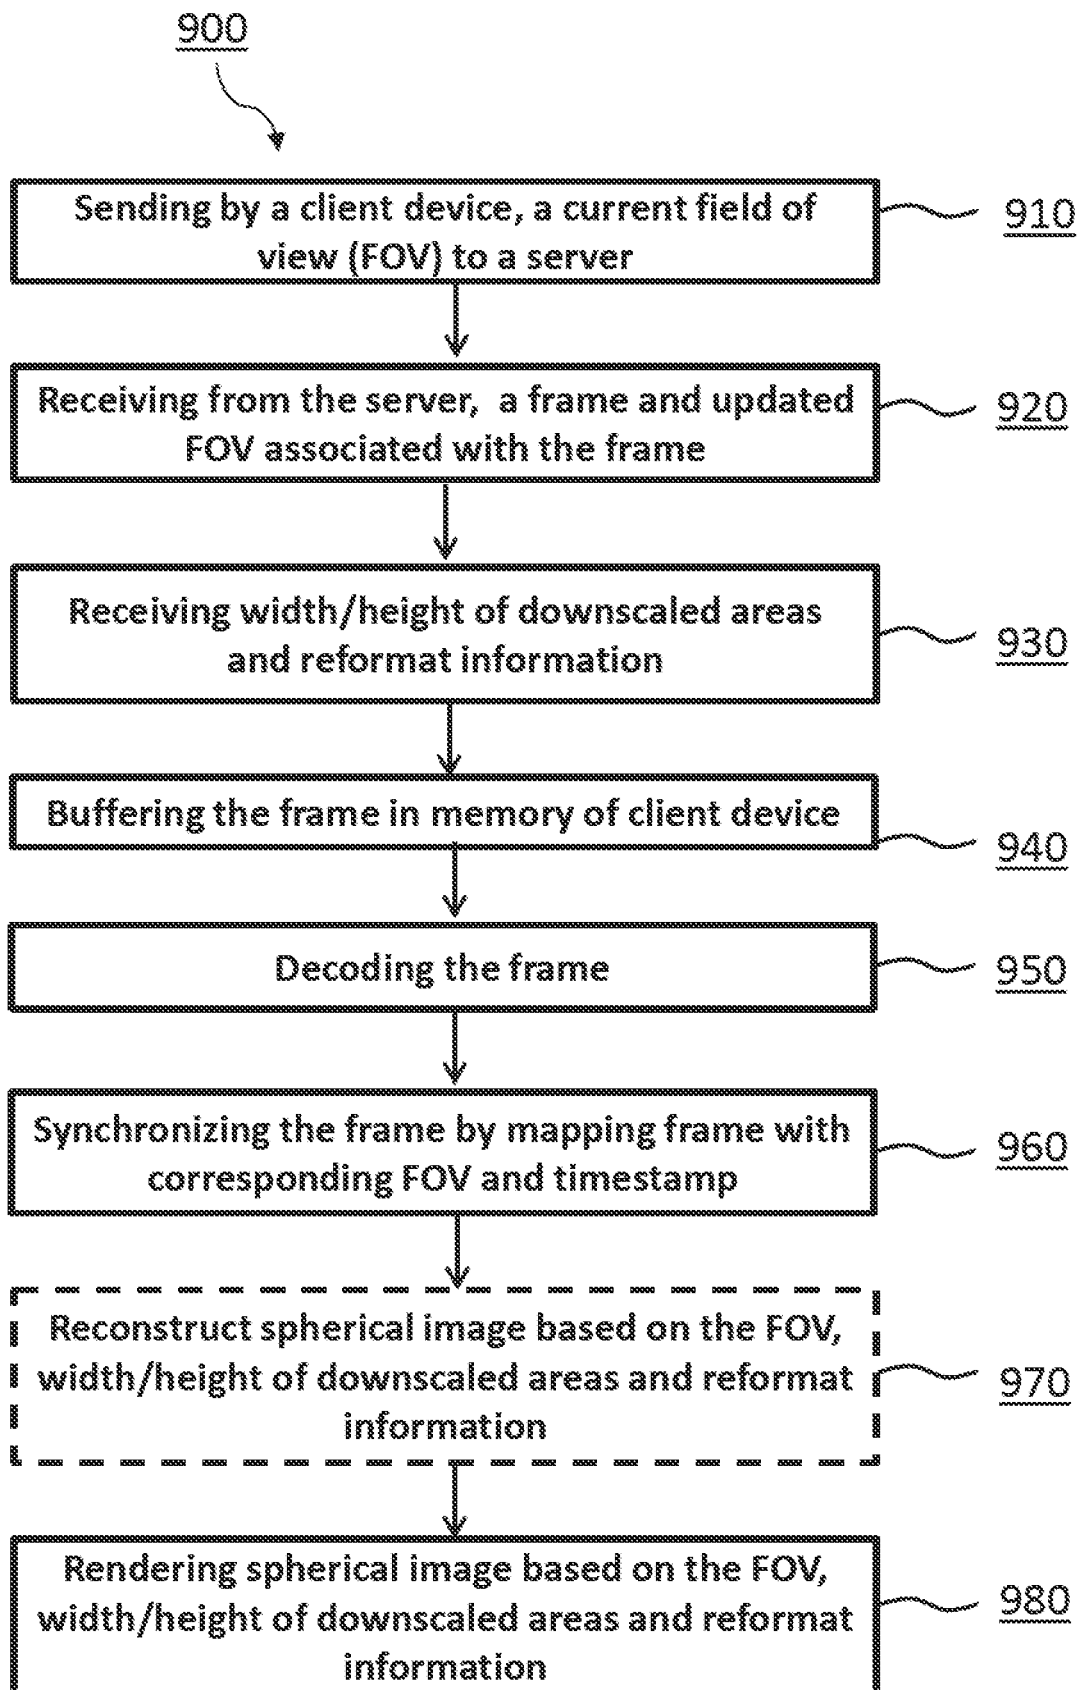 900
Sending by a client device, a current field of
view (FOV) to a server
910
Receiving from the server, a frame and updated
FOV associated with the frame
920
Receiving width/height of downscaled areas
and reformat information
930
Buffering the frame in memory of client device
940
Decoding the frame
950
Synchronizing the frame by mapping frame with
corresponding FOV and timestamp
960
Reconstruct spherical image based on the FOV,
width/height of downscaled areas and reformat
information
970
Rendering spherical image based on the FOV,
width/height of downscaled areas and reformat
information
980